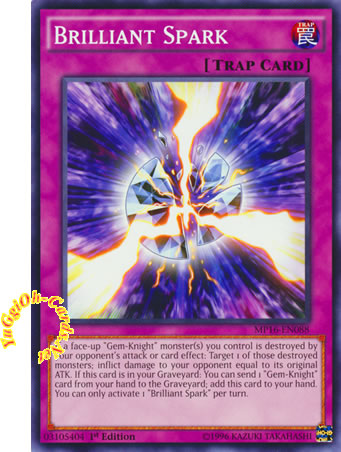 BRILLIANT SPARK
TRAP
罠
[TRAP CARD]
MP16-EN088
a face-up "Gem-Knight" monster(s) you control is destroyed by
your opponent's attack or card effect: Target 1 of those destroyed
monsters; inflict damage to your opponent equal to its original
ATK. If this card is in your Graveyard: You can send 1 "Gem-Knight"
card from your hand to the Graveyard; add this card to your hand.
You can only activate 1 "Brilliant Spark" per turn.
03105404
1st Edition
©1996 KAZUKI TAKAHASHI